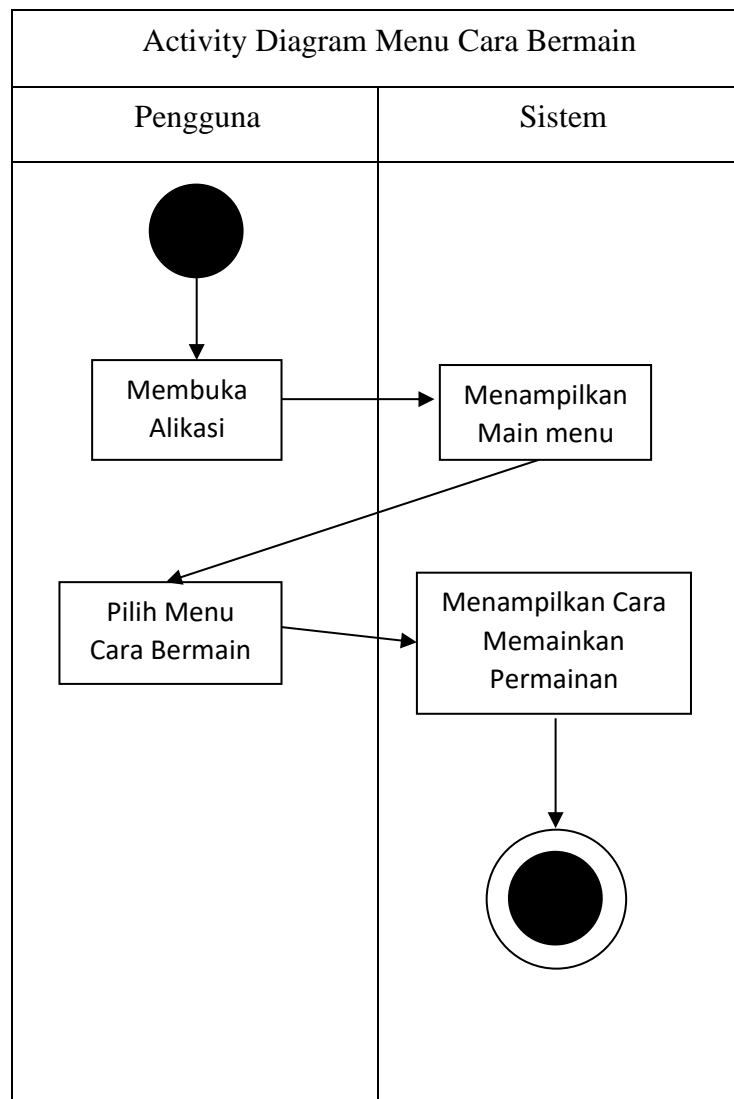 Activity Diagram Menu Cara Bermain
Pengguna
Sistem
Membuka
Alikasi
Menampilkan
Main menu
Pilih Menu
Cara Bermain
Menampilkan Cara
Memainkan
Permainan